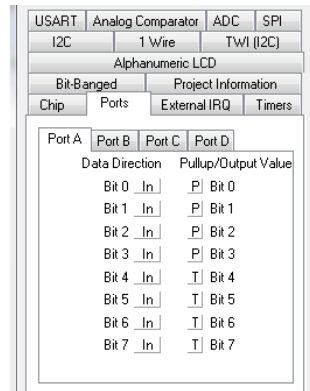 USART Analog Comparator ADC SPI
I2C 1 Wire TWI (I2C)
Alphanumeric LCD
Bit-Banged Project Information
Chip Ports External IRQ Timers
Port A Port B Port C Port D
Data Direction Pullup/Output Value
Bit 0 In P Bit 0
Bit 1 In P Bit 1
Bit 2 In P Bit 2
Bit 3 In P Bit 3
Bit 4 In T Bit 4
Bit 5 In T Bit 5
Bit 6 In T Bit 6
Bit 7 In T Bit 7